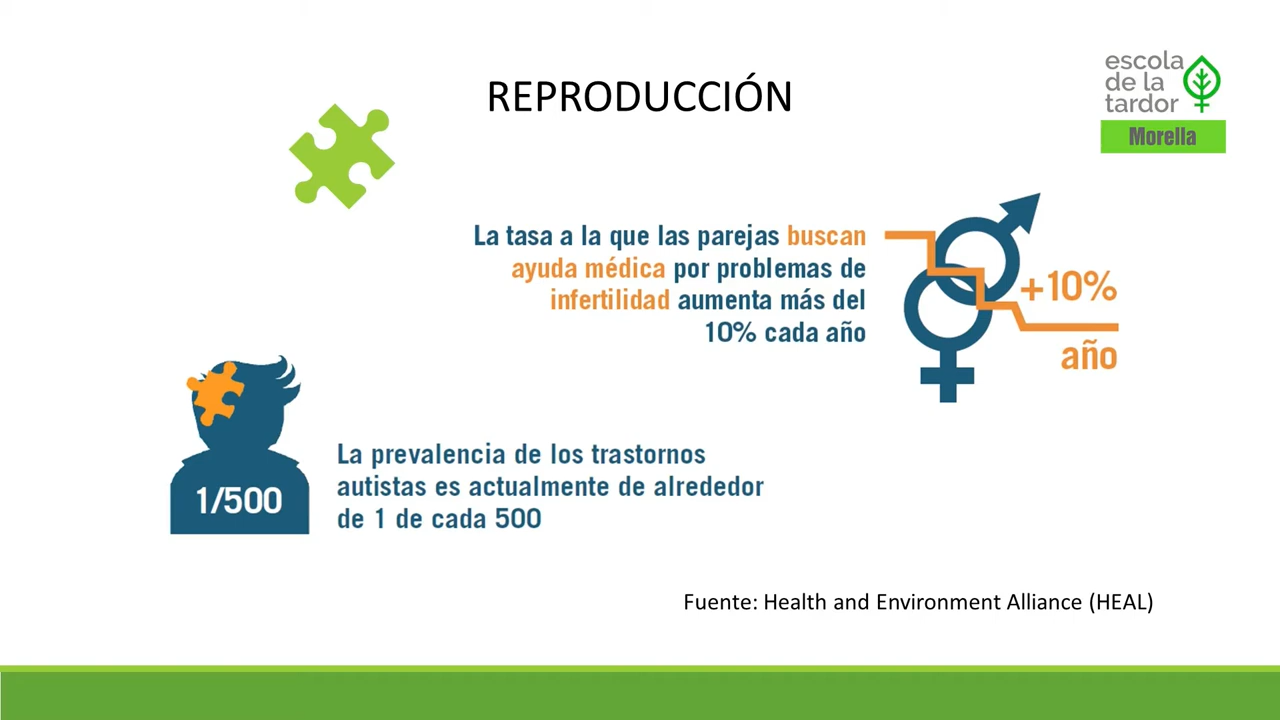 REPRODUCCIÓN
escola
de la
tardor
Morella
La tasa a la que las parejas buscan
ayuda médica por problemas de
infertilidad aumenta más del
10% cada año
+10%
año
1/500
La prevalencia de los trastornos
autistas es actualmente de alrededor
de 1 de cada 500
Fuente: Health and Environment Alliance (HEAL)